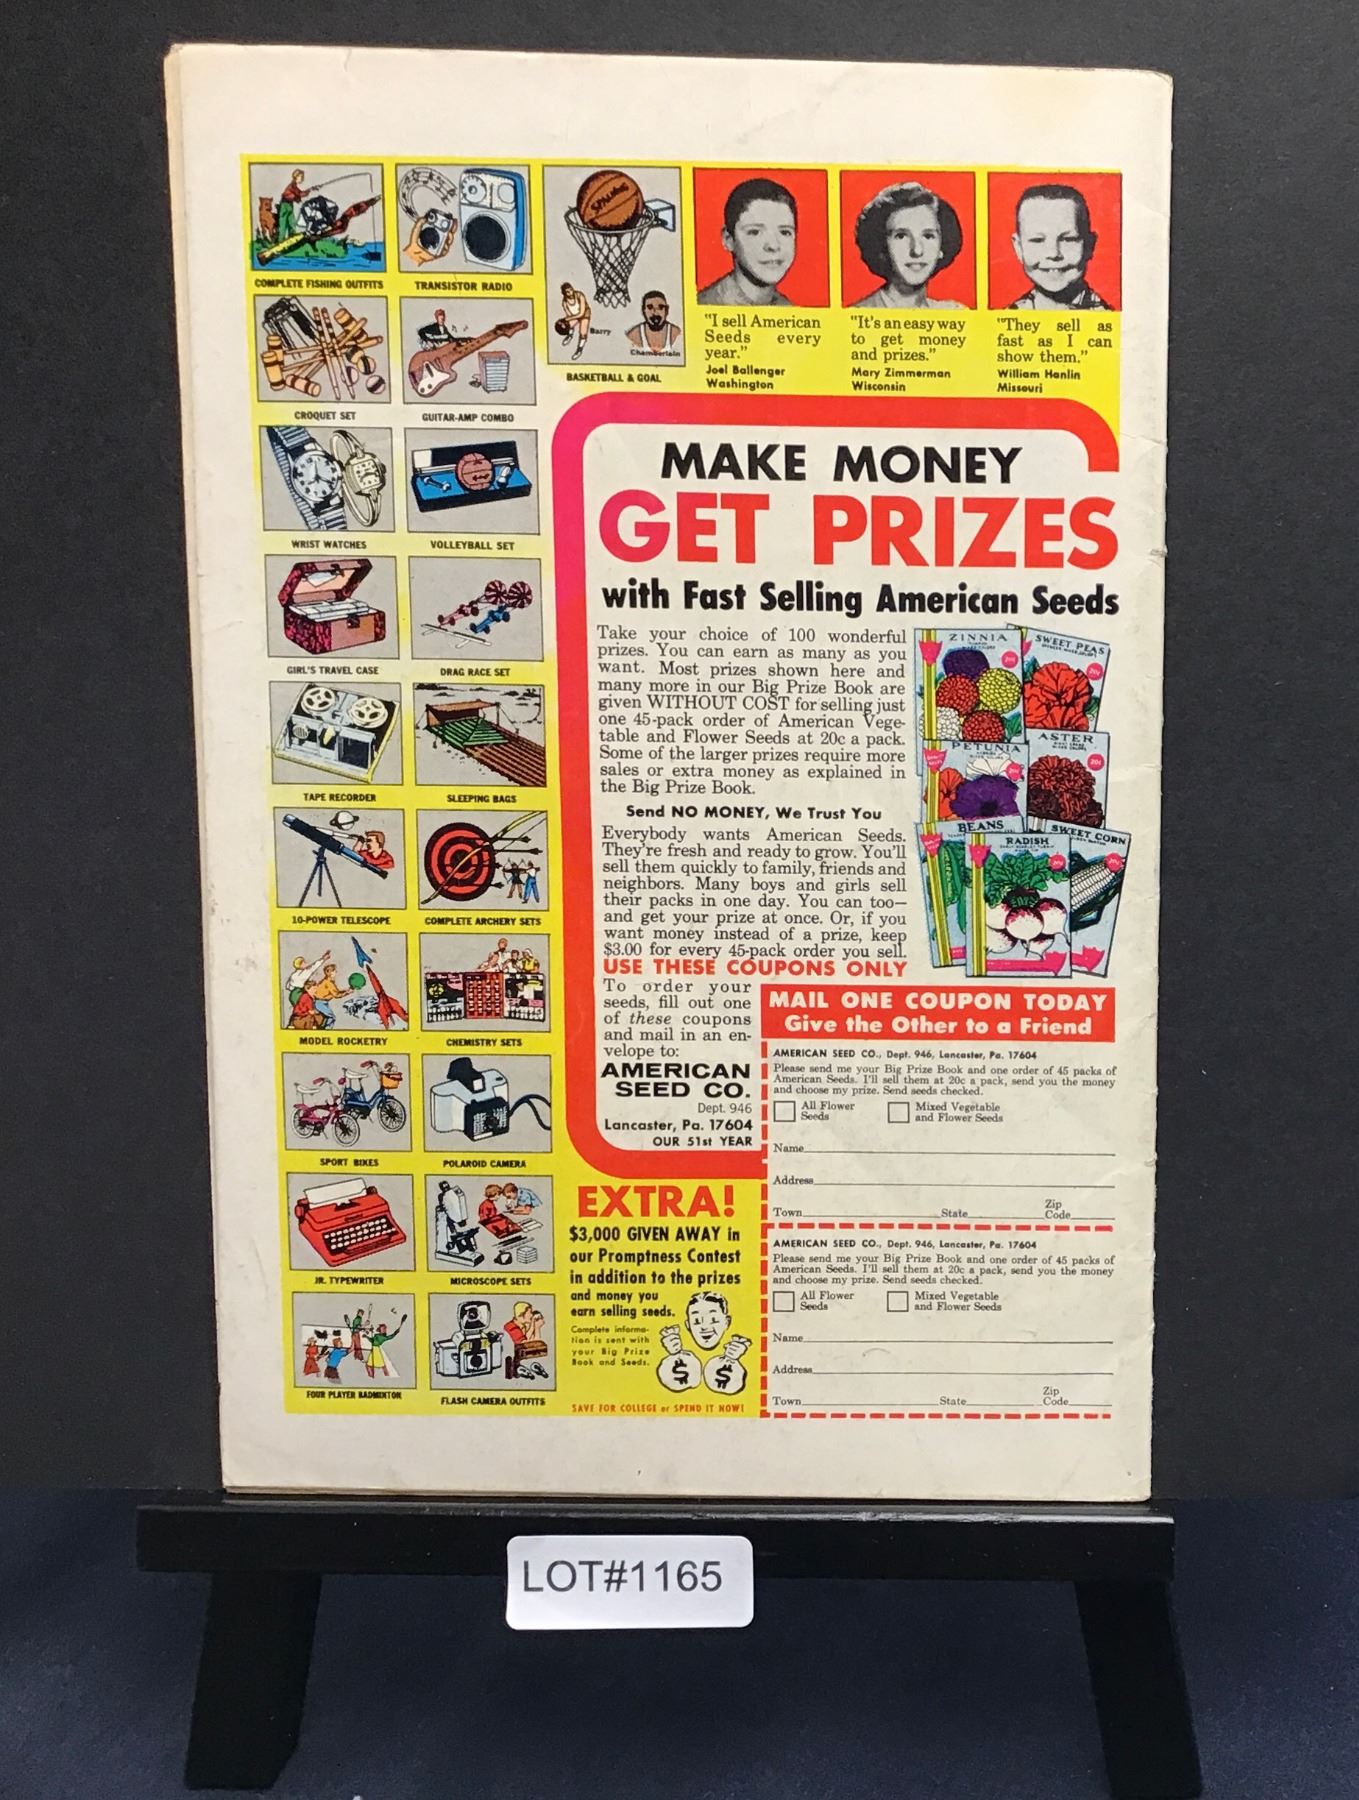 COMPLETE FISHING OUTFITS
TRANSISTOR RADIO
SPALDING
Barry
Chamberlain
BASKETBALL & GOAL
"I sell American
Seeds every
year."
Joel Ballenger
Washington
"It's an easy way
to get money
and prizes."
Mary Zimmerman
Wisconsin
"They sell as
fast as I can
show them."
William Hanlin
Missouri
CROQUET SET
GUITAR-AMP COMBO
WRIST WATCHES
VOLLEYBALL SET
GIRL'S TRAVEL CASE
DRAG RACE SET
TAPE RECORDER
SLEEPING BAGS
10-POWER TELESCOPE
COMPLETE ARCHERY SETS
MODEL ROCKETRY
CHEMISTRY SETS
SPORT BIKES
POLAROID CAMERA
JR. TYPEWRITER
MICROSCOPE SETS
FOUR PLAYER BADMINTON
FLASH CAMERA OUTFITS
MAKE MONEY
GET PRIZES
with Fast Selling American Seeds
Take your choice of 100 wonderful
prizes. You can earn as many as you
want. Most prizes shown here and
many more in our Big Prize Book are
given WITHOUT COST for selling just
one 45-pack order of American Vege-
table and Flower Seeds at 20c a pack.
Some of the larger prizes require more
sales or extra money as explained in
the Big Prize Book.
Send NO MONEY, We Trust You
Everybody wants American Seeds.
They're fresh and ready to grow. You'll
sell them quickly to family, friends and
neighbors. Many boys and girls sell
their packs in one day. You can too—
and get your prize at once. Or, if you
want money instead of a prize, keep
$3.00 for every 45-pack order you sell.
USE THESE COUPONS ONLY
To order your
seeds, fill out one
of these coupons
and mail in an en-
velope to:
AMERICAN
SEED CO.
Dept. 946
Lancaster, Pa. 17604
OUR 51st YEAR
ZINNIA
SWEET PEAS
PETUNIA
ASTER
BEANS
RADISH
SWEET CORN
MAIL ONE COUPON TODAY
Give the Other to a Friend
AMERICAN SEED CO., Dept. 946, Lancaster, Pa. 17604
Please send me your Big Prize Book and one order of 45 packs of
American Seeds. I'll sell them at 20c a pack, send you the money
and choose my prize. Send seeds checked.
All Flower
Seeds
Mixed Vegetable
and Flower Seeds
Name
Address
Town State Zip Code
AMERICAN SEED CO., Dept. 946, Lancaster, Pa. 17604
Please send me your Big Prize Book and one order of 45 packs of
American Seeds. I'll sell them at 20c a pack, send you the money
and choose my prize. Send seeds checked.
All Flower
Seeds
Mixed Vegetable
and Flower Seeds
Name
Address
Town State Zip Code
EXTRA!
$3,000 GIVEN AWAY in
our Promptness Contest
in addition to the prizes
and money you
earn selling seeds.
Complete informa-
tion is sent with
your Big Prize
Book and Seeds.
$ $
SAVE FOR COLLEGE or SPEND IT NOW!
LOT#1165